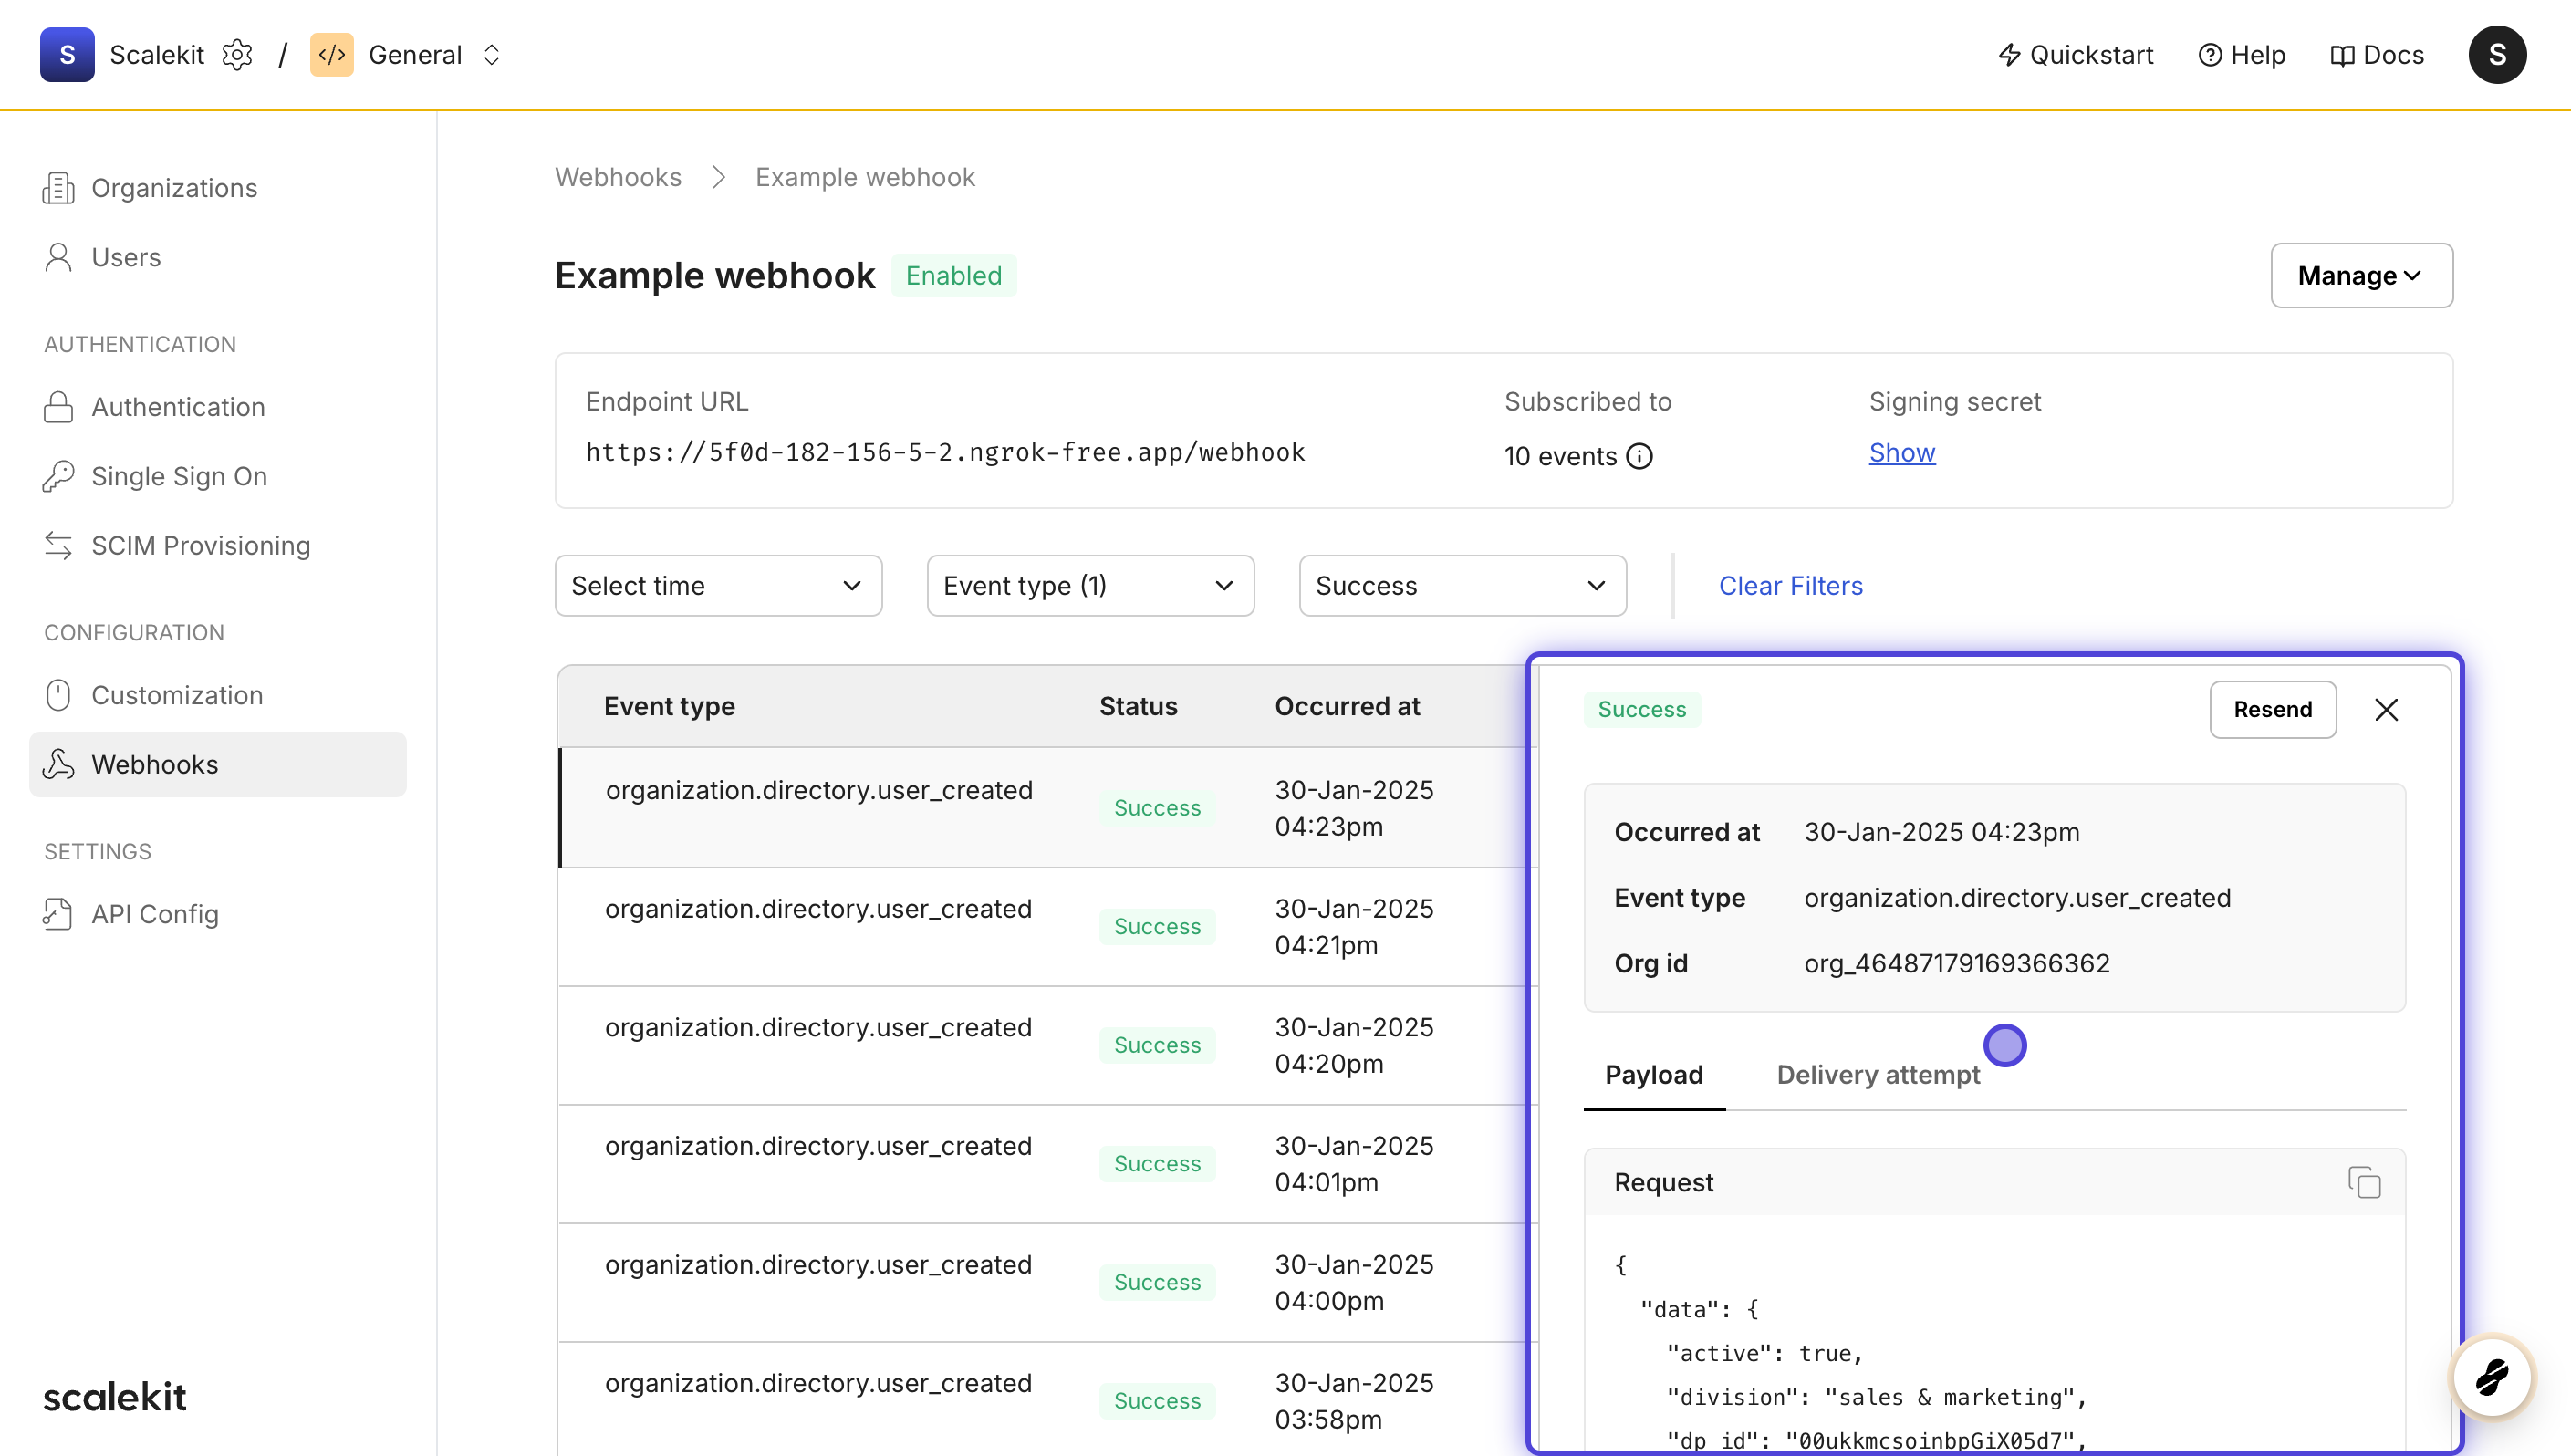 S Scalekit / </> General
Quickstart Help Docs S
Organizations
Users
AUTHENTICATION
Authentication
Single Sign On
SCIM Provisioning
CONFIGURATION
Customization
Webhooks
SETTINGS
API Config
scalekit
Webhooks > Example webhook
Example webhook Enabled
Manage
Endpoint URL
https://5f0d-182-156-5-2.ngrok-free.app/webhook
Subscribed to
10 events
Signing secret
Show
Select time
Event type (1)
Success
Clear Filters
Event type Status Occurred at
organization.directory.user_created Success 30-Jan-2025
04:23pm
organization.directory.user_created Success 30-Jan-2025
04:21pm
organization.directory.user_created Success 30-Jan-2025
04:20pm
organization.directory.user_created Success 30-Jan-2025
04:01pm
organization.directory.user_created Success 30-Jan-2025
04:00pm
organization.directory.user_created Success 30-Jan-2025
03:58pm
Success
Resend
Occurred at 30-Jan-2025 04:23pm
Event type organization.directory.user_created
Org id org_46487179169366362
Payload Delivery attempt
Request
{
"data": {
"active": true,
"division": "sales & marketing",
"dp_id": "00ukkmcsoinbpGiX05d7",